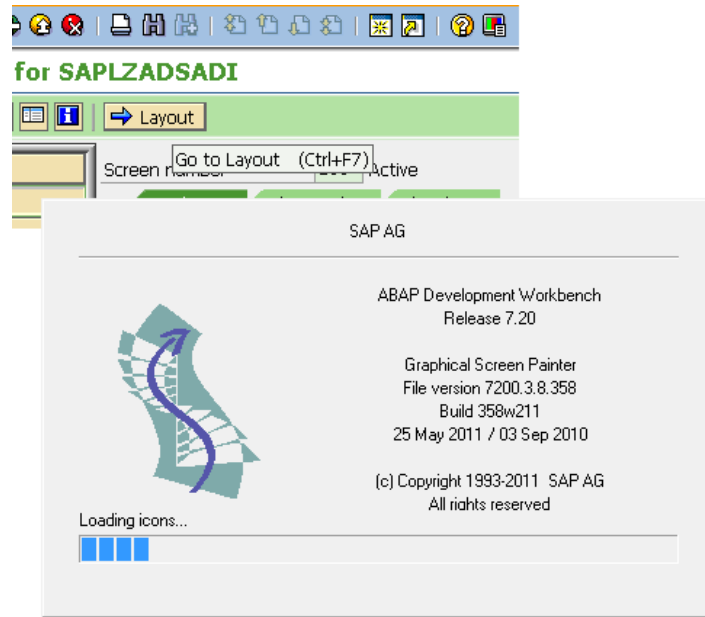 for SAPLZADSADI
Layout
Go to Layout (Ctrl+F7)
Screen Active
SAP AG
ABAP Development Workbench
Release 7.20
Graphical Screen Painter
File version 7200.3.8.358
Build 358w211
25 May 2011 / 03 Sep 2010
(c) Copyright 1993-2011 SAP AG
All rights reserved
Loading icons...